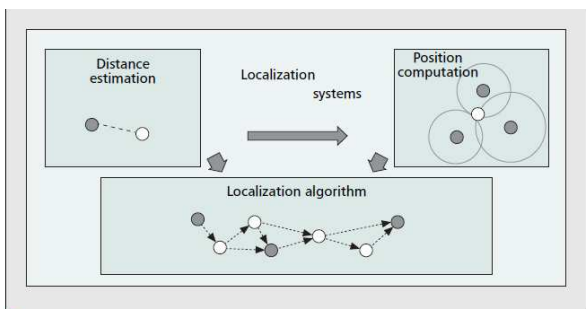 Distance
estimation
Localization
systems
Position
computation
Localization algorithm